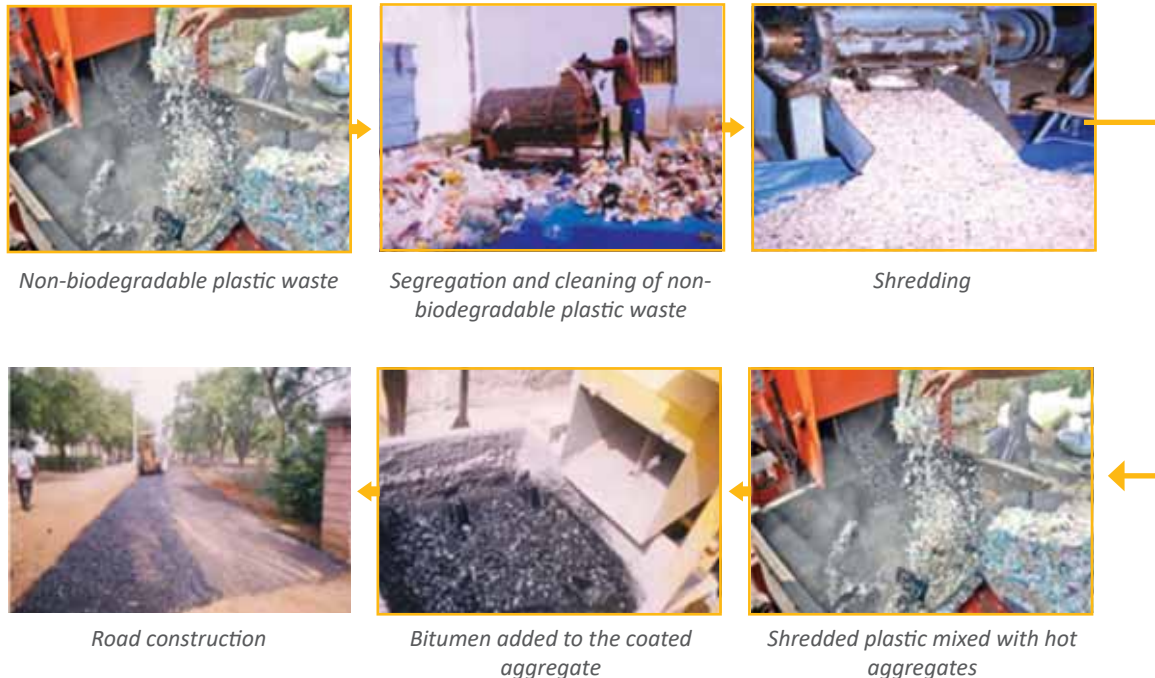 Non-biodegradable plastic waste
Segregation and cleaning of non-
biodegradable plastic waste
Shredding
Road construction
Bitumen added to the coated
aggregate
Shredded plastic mixed with hot
aggregates